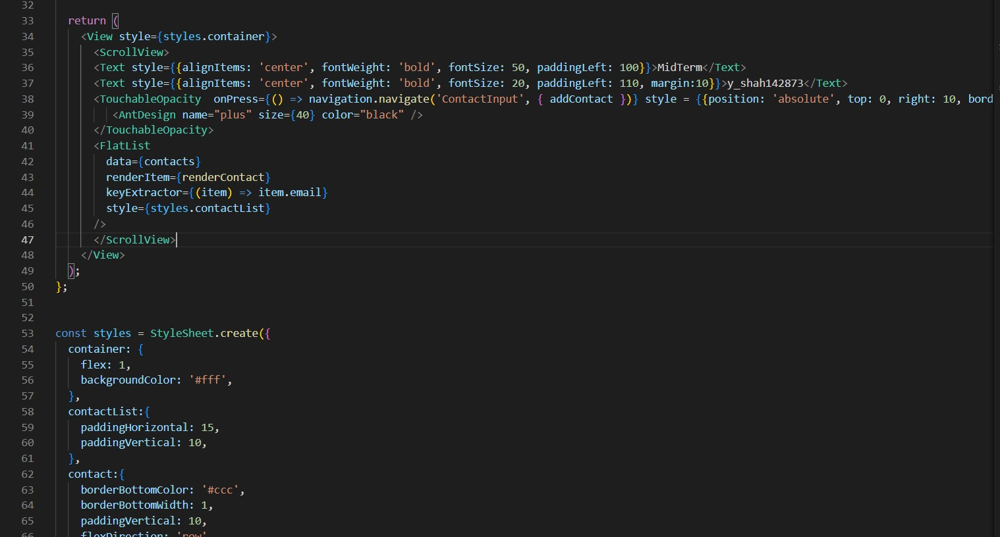 32
33 return (
34 <View style={styles.container}>
35 <ScrollView>
36 <Text style={{alignItems: 'center', fontWeight: 'bold', fontSize: 50, paddingLeft: 100}}>MidTerm</Text>
37 <Text style={{alignItems: 'center', fontWeight: 'bold', fontSize: 20, paddingLeft: 110, margin:10}}>y_shah142873</Text>
38 <TouchableOpacity  onPress={() => navigation.navigate('ContactInput', { addContact })} style = {{position: 'absolute', top: 0, right: 10, bord
39 <AntDesign name="plus" size={40} color="black" />
40 </TouchableOpacity>
41 <FlatList
42 data={contacts}
43 renderItem={renderContact}
44 keyExtractor={(item) => item.email}
45 style={styles.contactList}
46 />
47 </ScrollView>
48 </View>
49 );
50 };
51
52
53 const styles = StyleSheet.create({
54 container: {
55 flex: 1,
56 backgroundColor: '#fff',
57 },
58 contactList:{
59 paddingHorizontal: 15,
60 paddingVertical: 10,
61 },
62 contact:{
63 borderBottomColor: '#ccc',
64 borderBottomWidth: 1,
65 paddingVertical: 10,
66 flexDirection: 'row'